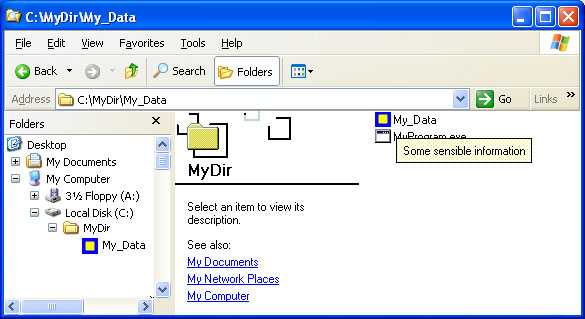 C:\MyDir\My_Data
File Edit View Favorites Tools Help
Back Search Folders
Address C:\MyDir\My_Data Go Links »
Folders
Desktop
My Documents
My Computer
3½ Floppy (A:)
Local Disk (C:)
MyDir
My_Data
MyDir
Select an item to view its
description.
See also:
My Documents
My Network Places
My Computer
My_Data
MyProgram.exe
Some sensible information